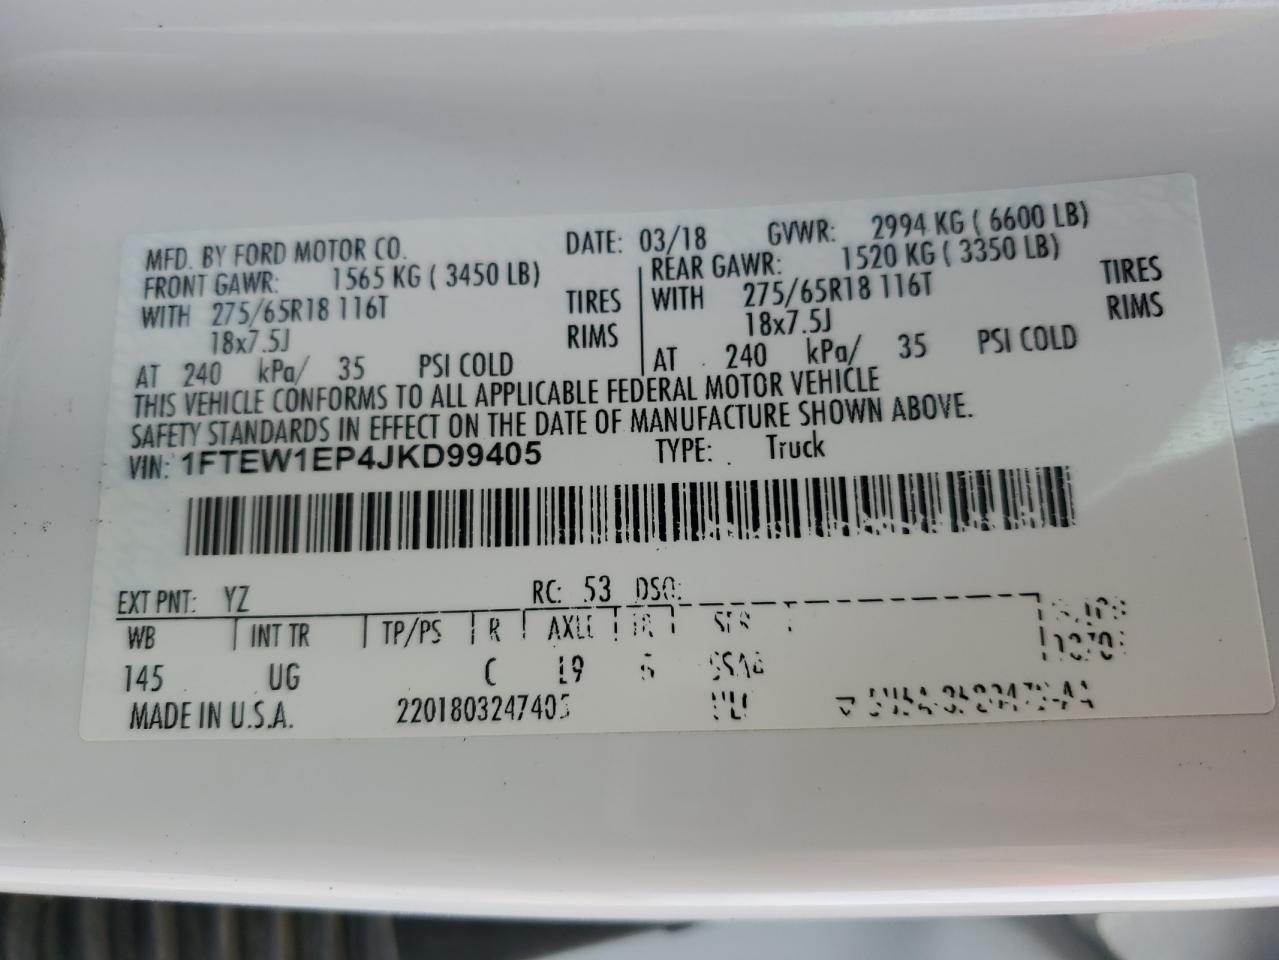 MFD. BY FORD MOTOR CO. DATE: 03/18 GVWR: 2994 KG ( 6600 LB)
FRONT GAWR: 1565 KG ( 3450 LB) REAR GAWR: 1520 KG ( 3350 LB)
WITH 275/65R18 116T TIRES WITH 275/65R18 116T TIRES
18x7.5J RIMS 18x7.5J RIMS
AT 240 kPa/ 35 PSI COLD AT 240 kPa/ 35 PSI COLD
THIS VEHICLE CONFORMS TO ALL APPLICABLE FEDERAL MOTOR VEHICLE
SAFETY STANDARDS IN EFFECT ON THE DATE OF MANUFACTURE SHOWN ABOVE.
VIN: 1FTEW1EP4JKD99405 TYPE: Truck
EXT PNT: YZ RC: 53 DSO:
WB INT TR TP/PS R AXLE
145 UG C L9
MADE IN U.S.A.